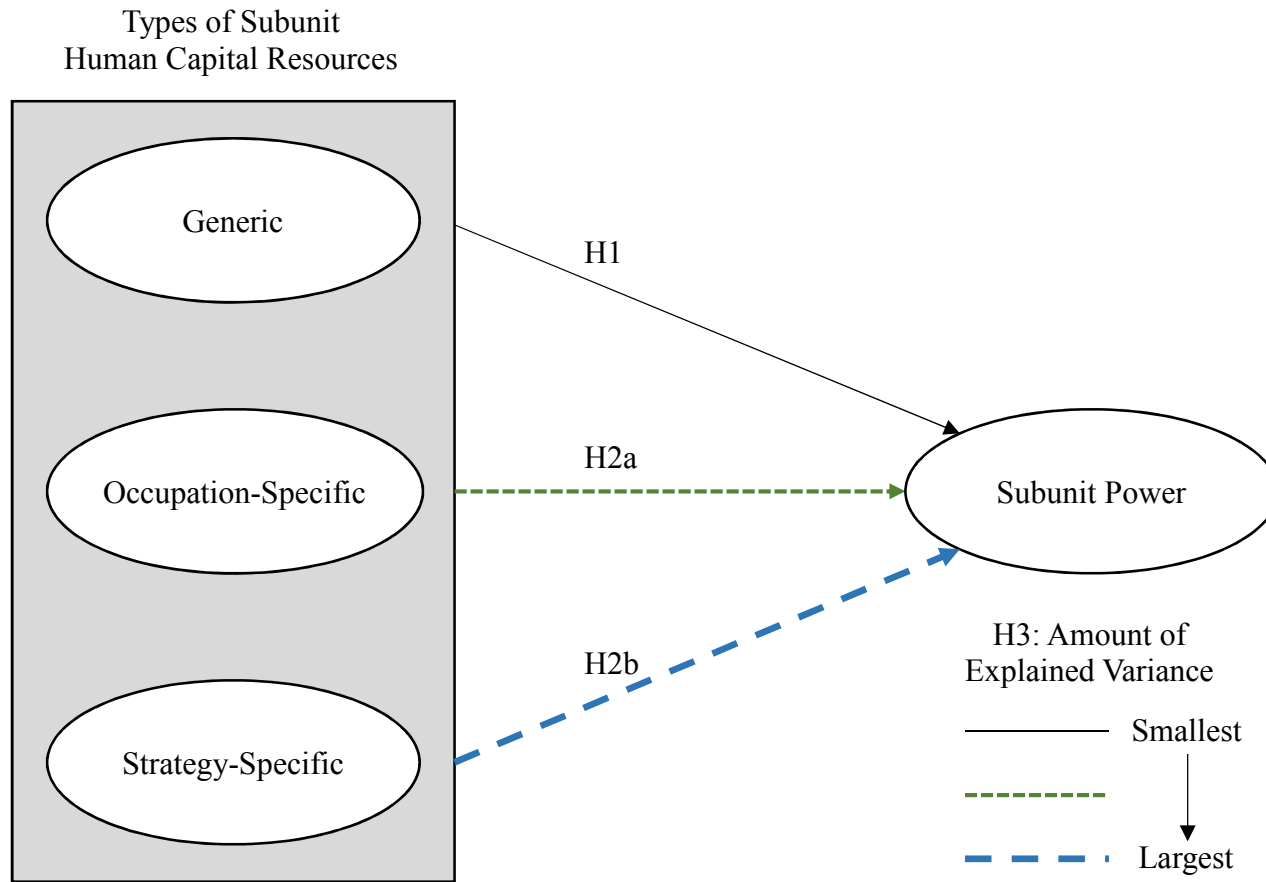 Types of Subunit
Human Capital Resources
Generic
H1
Occupation-Specific
H2a
Subunit Power
Strategy-Specific
H2b
H3: Amount of
Explained Variance
Smallest
Largest